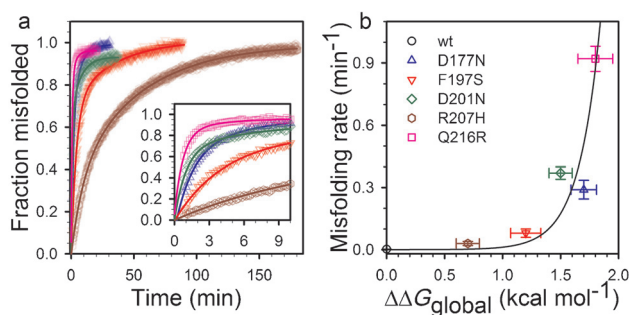 a
Fraction misfolded
1.0
0.8
0.6
0.4
0.2
0.0
1.0
0.8
0.6
0.4
0.2
0.0
0 3 6 9
0 50 100 150
Time (min)
b
Misfolding rate (min⁻¹)
0.9
0.6
0.3
0.0
wt
D177N
F197S
D201N
R207H
Q216R
0.0 0.5 1.0 1.5 2.0
ΔΔG global (kcal mol⁻¹)